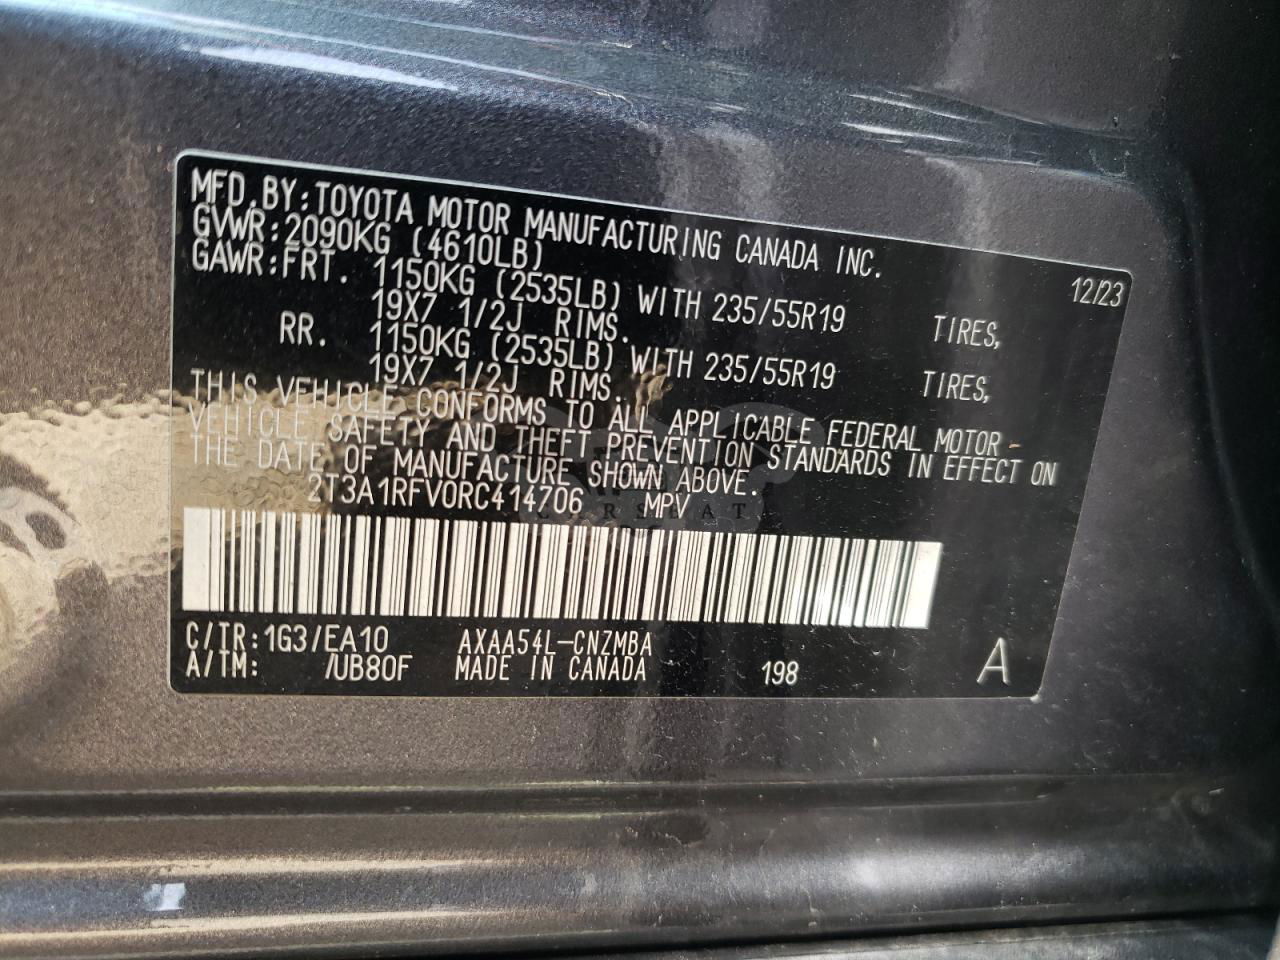 MFD.BY:TOYOTA MOTOR MANUFACTURING CANADA INC.
GVWR:2090KG (4610LB) 12/23
GAWR:FRT. 1150KG (2535LB) WITH 235/55R19 TIRES,
19X7 1/2J RIMS.
RR. 1150KG (2535LB) WITH 235/55R19 TIRES,
19X7 1/2J RIMS.
THIS VEHICLE CONFORMS TO ALL APPLICABLE FEDERAL MOTOR
VEHICLE SAFETY AND THEFT PREVENTION STANDARDS IN EFFECT ON
THE DATE OF MANUFACTURE SHOWN ABOVE.
2T3A1RFV0RC414706 MPV
C/TR:1G3/EA10 AXAA54L-CNZMBA
A/TM: /UB80F MADE IN CANADA 198 A